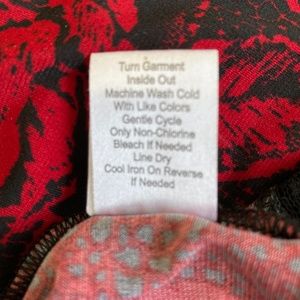 Turn Garment
Inside Out
Machine Wash Cold
With Like Colors
Gentle Cycle
Only Non-Chlorine
Bleach If Needed
Line Dry
Cool Iron On Reverse
If Needed